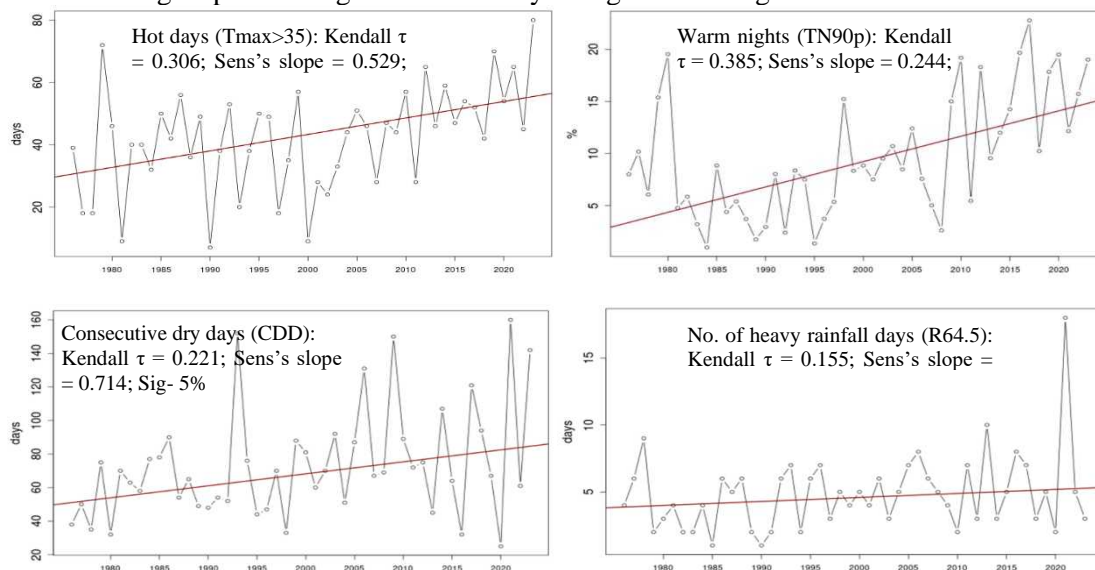 Hot days (Tmax>35): Kendall τ
= 0.306; Sens's slope = 0.529;
80
60
40
20
days
1980 1985 1990 1995 2000 2005 2010 2015 2020
Warm nights (TN90p): Kendall
τ = 0.385; Sens's slope = 0.244;
20
15
10
5
%
1980 1985 1990 1995 2000 2005 2010 2015 2020
Consecutive dry days (CDD):
Kendall τ = 0.221; Sens's slope
= 0.714; Sig- 5%
160
140
120
100
80
60
40
20
days
1980 1985 1990 1995 2000 2005 2010 2015 2020
No. of heavy rainfall days (R64.5):
Kendall τ = 0.155; Sens's slope =
15
10
5
days
1980 1985 1990 1995 2000 2005 2010 2015 2020